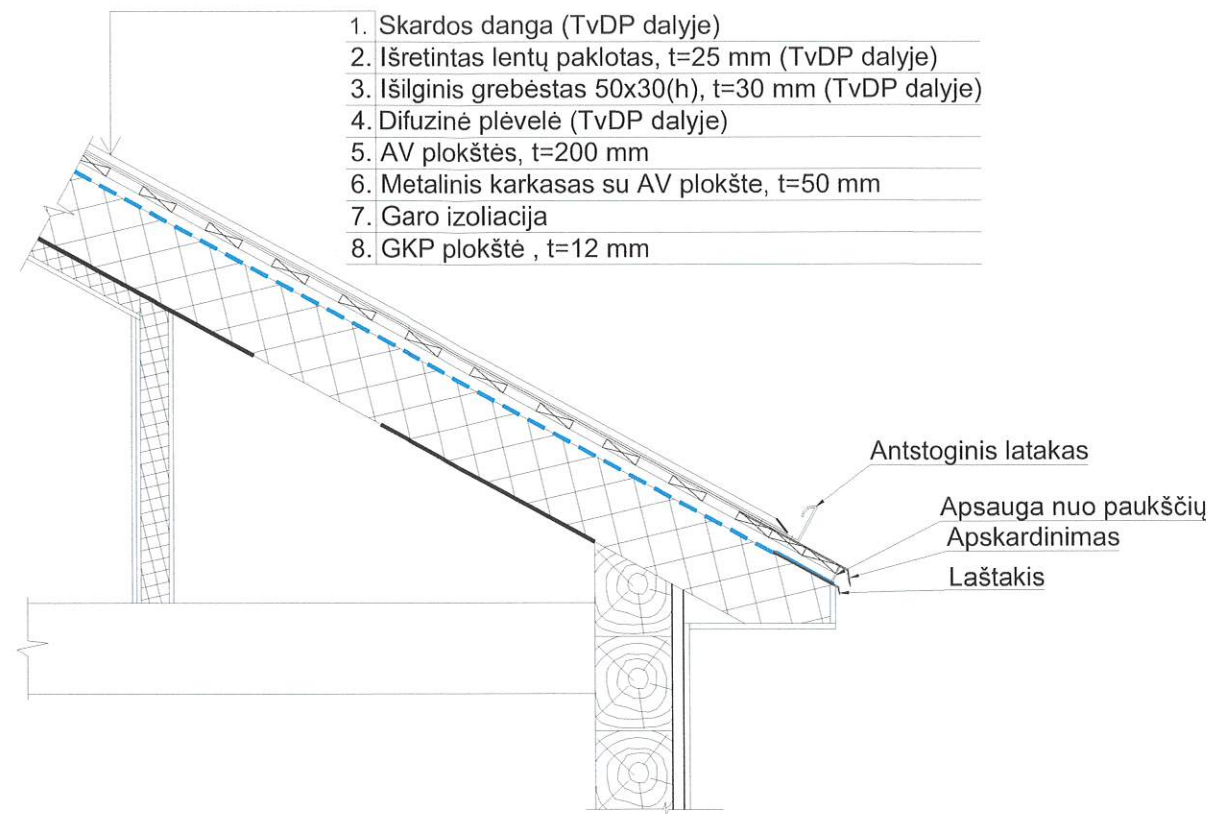 1. Skardos danga (TvDP dalyje)
2. Išretintas lentų paklotas, t=25 mm (TvDP dalyje)
3. Išilginis grebėstas 50x30(h), t=30 mm (TvDP dalyje)
4. Difuzinė plėvelė (TvDP dalyje)
5. AV plokštės, t=200 mm
6. Metalinis karkasas su AV plokšte, t=50 mm
7. Garo izoliacija
8. GKP plokštė , t=12 mm
Antstoginis latakas
Apsauga nuo paukščių
Apskardinimas
Laštakis